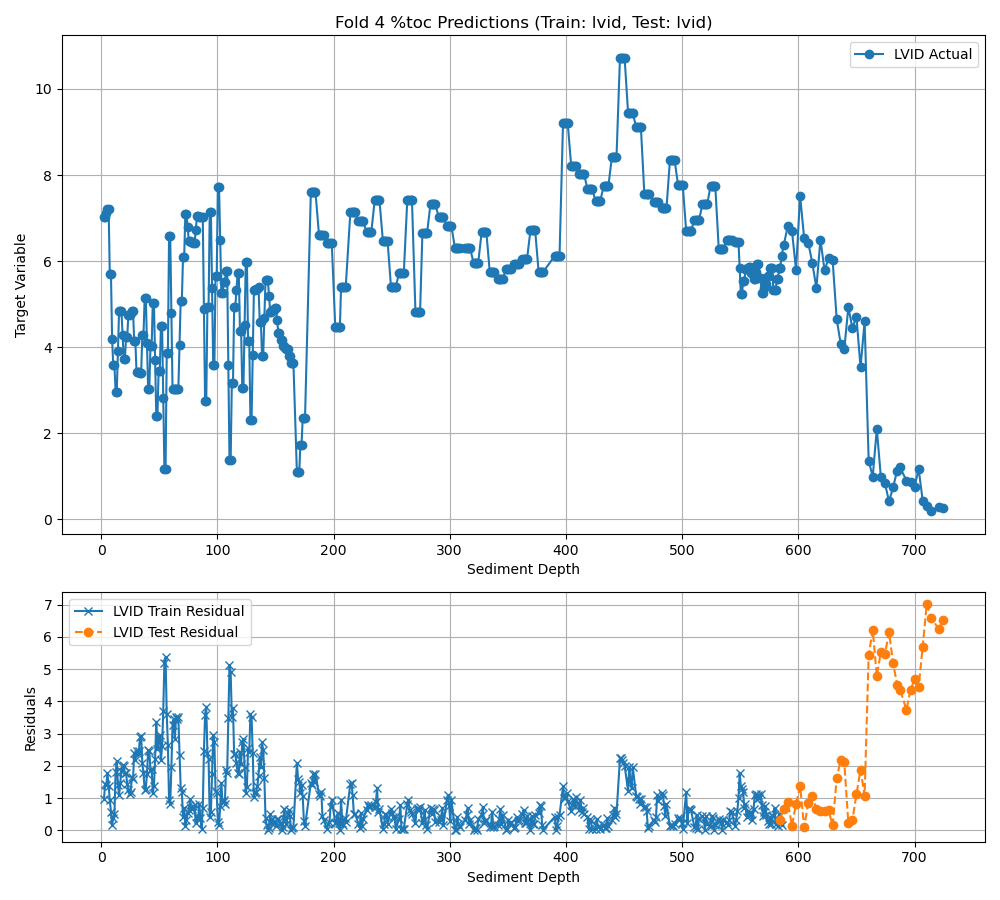 Fold 4 %toc Predictions (Train: lvid, Test: lvid)
LVID Actual
Target Variable
10
8
6
4
2
0
0 100 200 300 400 500 600 700
Sediment Depth
LVID Train Residual
LVID Test Residual
Residuals
7
6
5
4
3
2
1
0
0 100 200 300 400 500 600 700
Sediment Depth